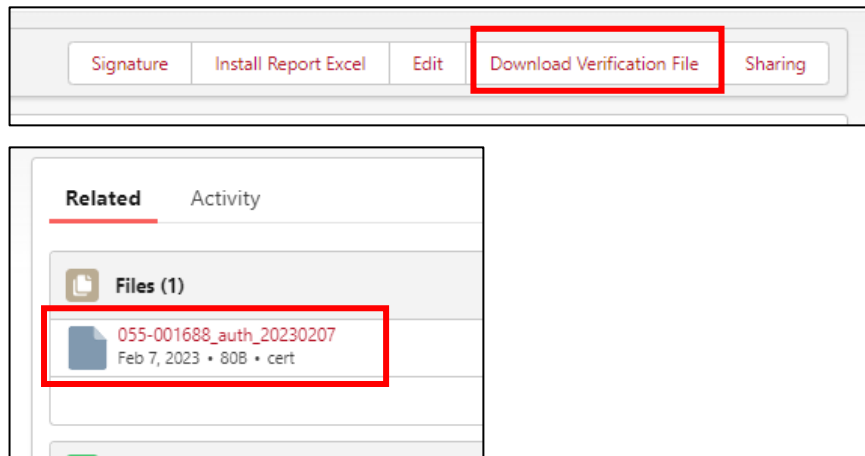 Signature Install Report Excel Edit Download Verification File Sharing
Related Activity
Files (1)
055-001688_auth_20230207
Feb 7, 2023 • 80B • cert